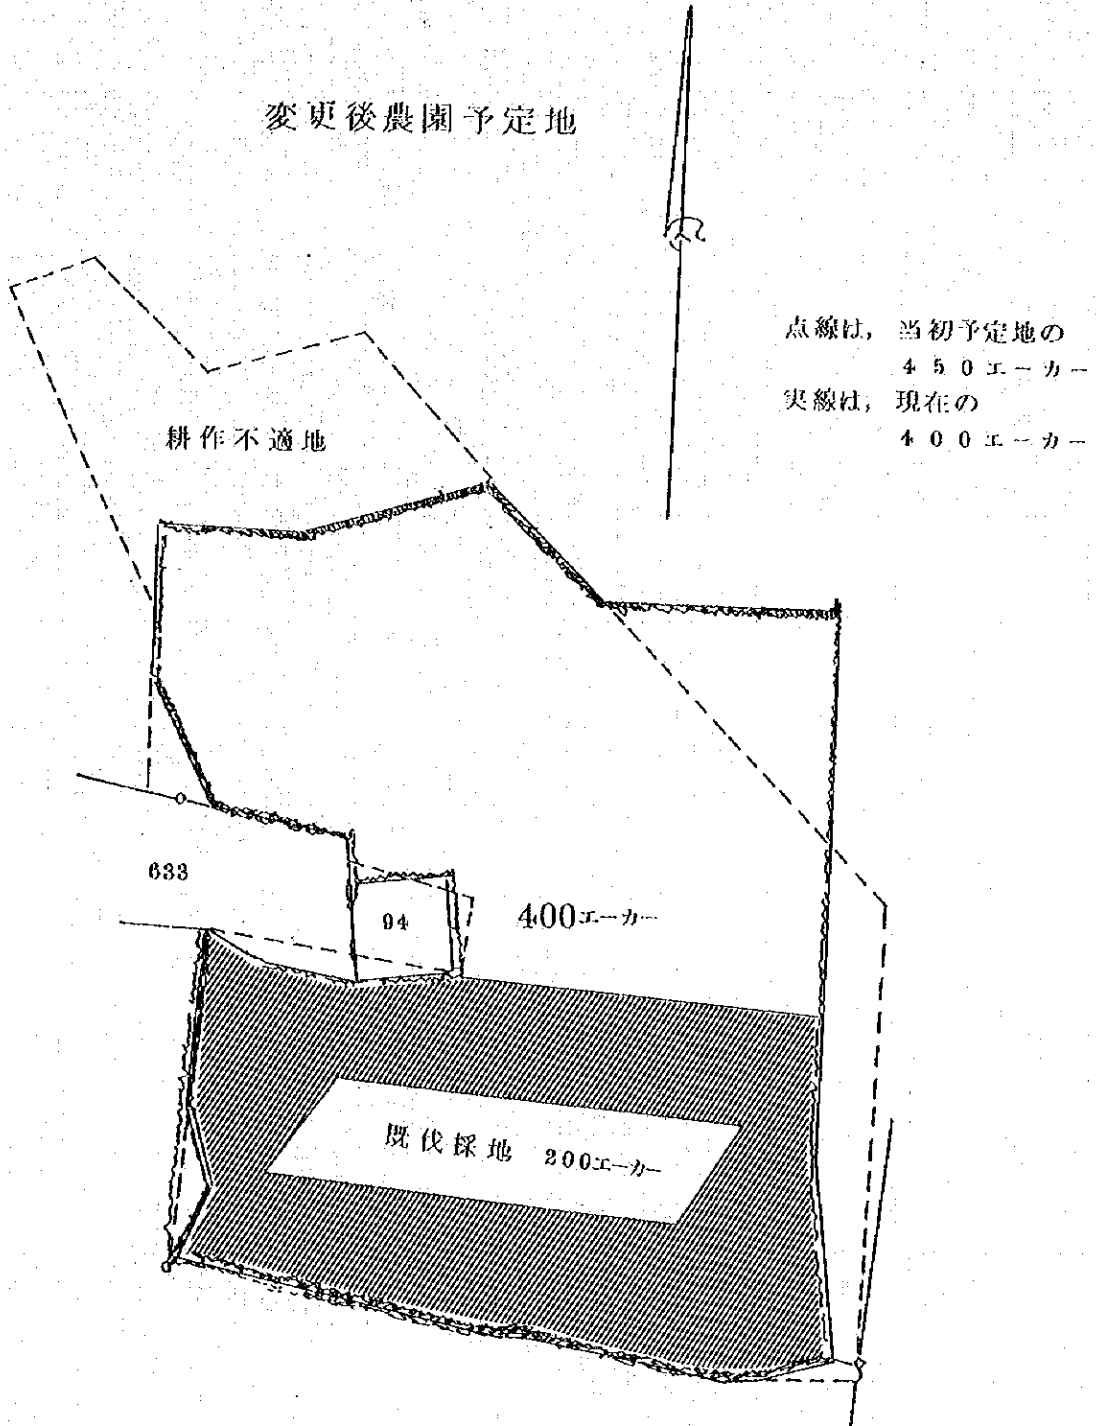 変更後農園予定地
点線は，当初予定地の
450エーカー
実線は，現在の
400エーカー
耕作不適地
633
94
400エーカー
既伐採地 200エーカー